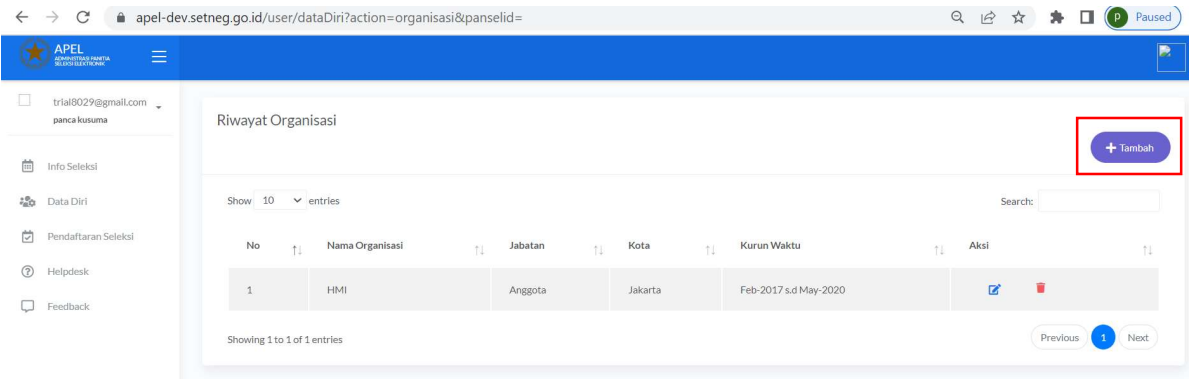 apel-dev.setneg.go.id/user/dataDiri?action=organisasi&panselid=
P Paused
APEL
ADMINISTRASI PANITIA
SELEKSI ELEKTRONIK
trial8029@gmail.com
panca kusuma
Info Seleksi
Data Diri
Pendaftaran Seleksi
Helpdesk
Feedback
Riwayat Organisasi
+ Tambah
Show 10 entries
Search:
No Nama Organisasi Jabatan Kota Kurun Waktu Aksi
1 HMI Anggota Jakarta Feb-2017 s.d May-2020
Showing 1 to 1 of 1 entries
Previous 1 Next